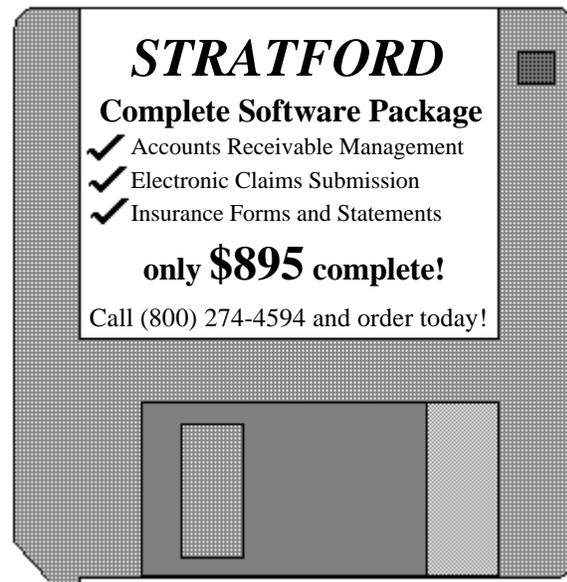 STRATFORD
Complete Software Package
Accounts Receivable Management
Electronic Claims Submission
Insurance Forms and Statements
only $895 complete!
Call (800) 274-4594 and order today!